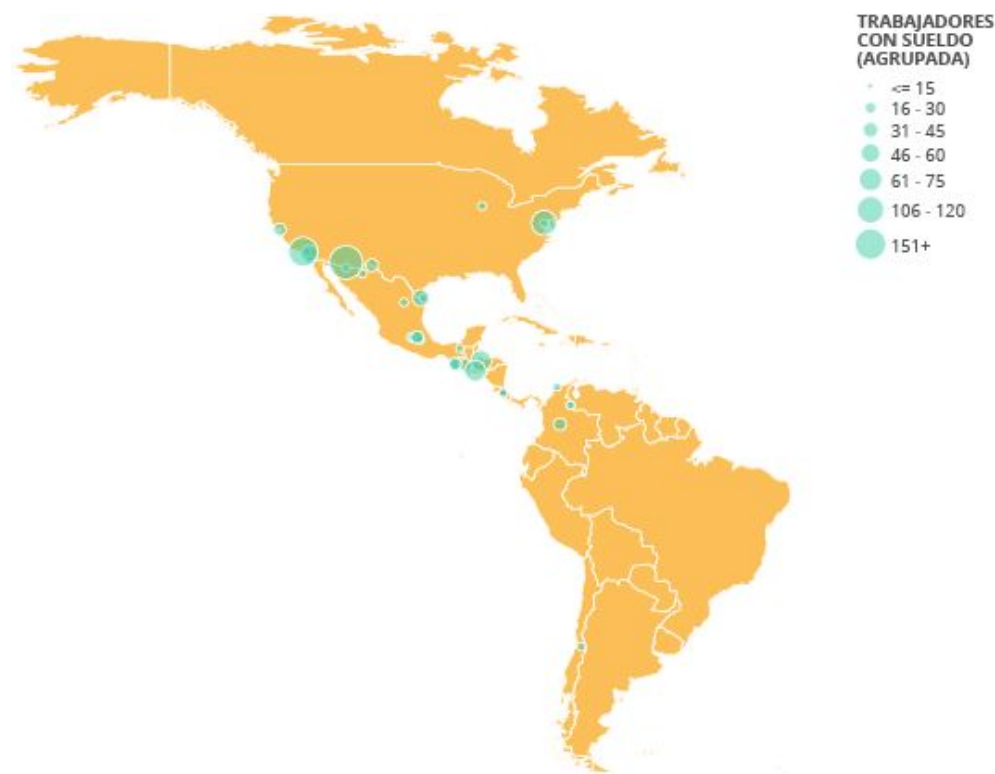 TRABAJADORES
CON SUELDO
(AGRUPADA)
<= 15
16 - 30
31 - 45
46 - 60
61 - 75
106 - 120
151+